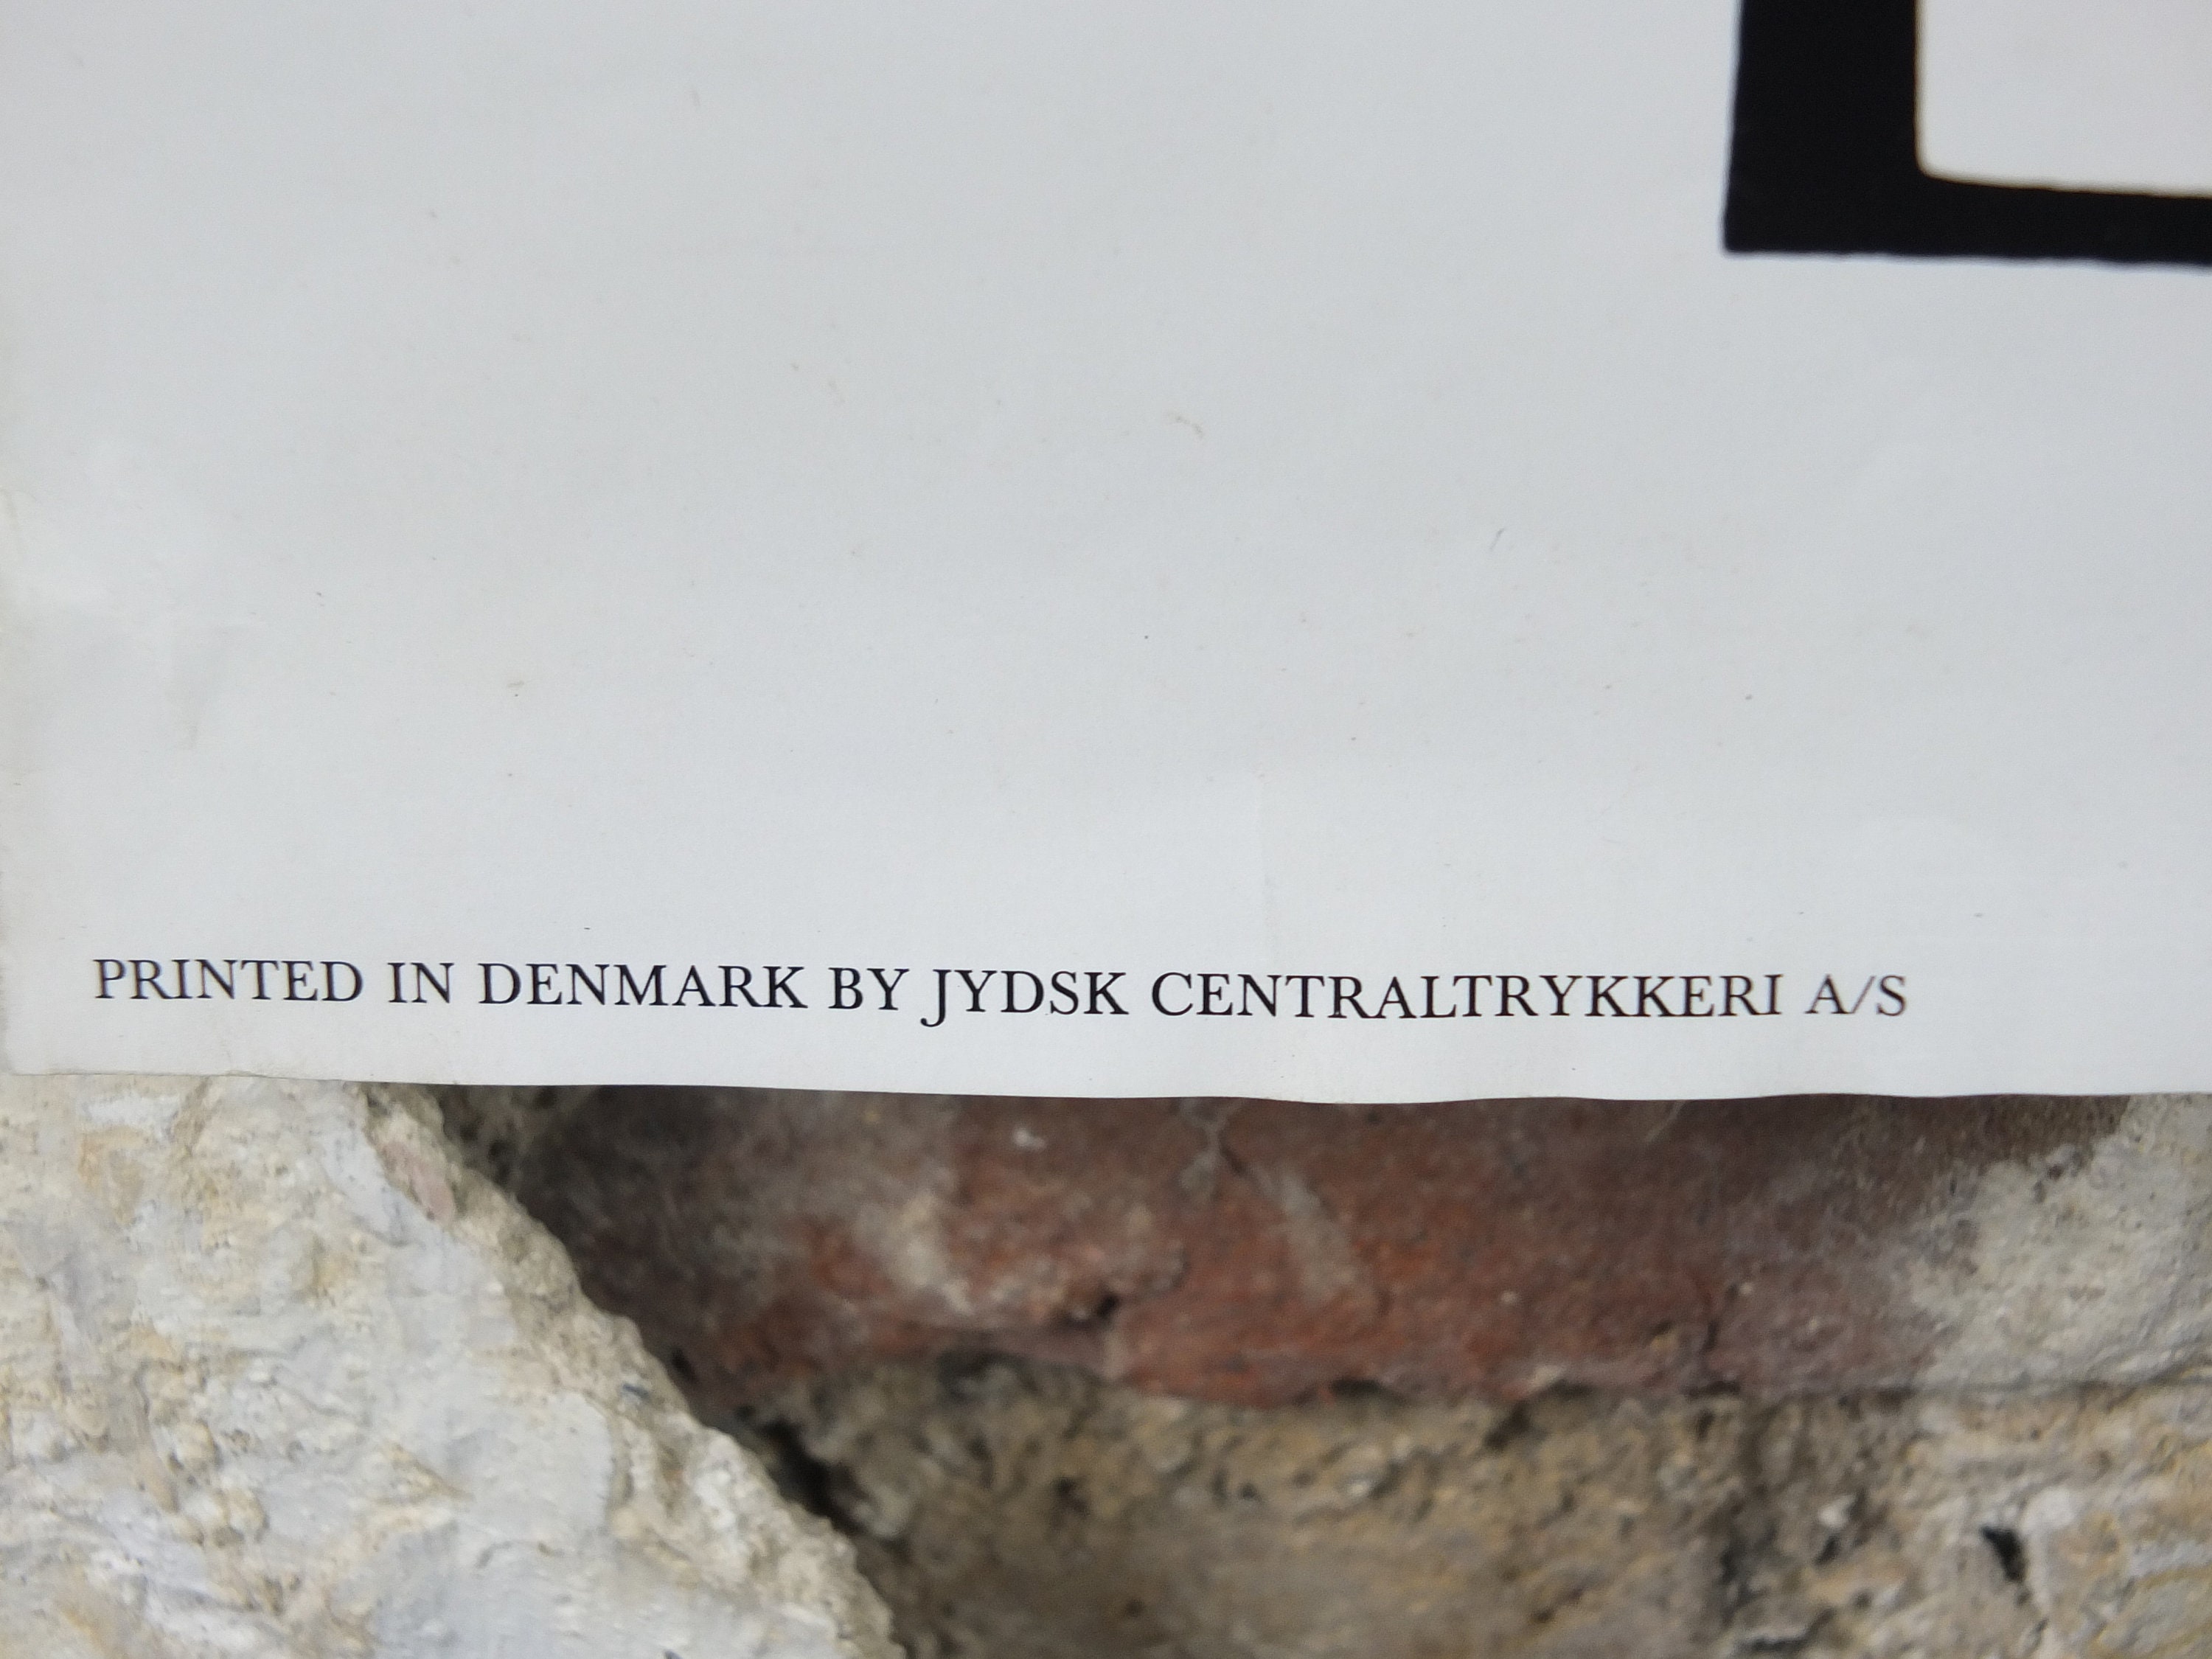 PRINTED IN DENMARK BY JYDSK CENTRALTRYKKERI A/S